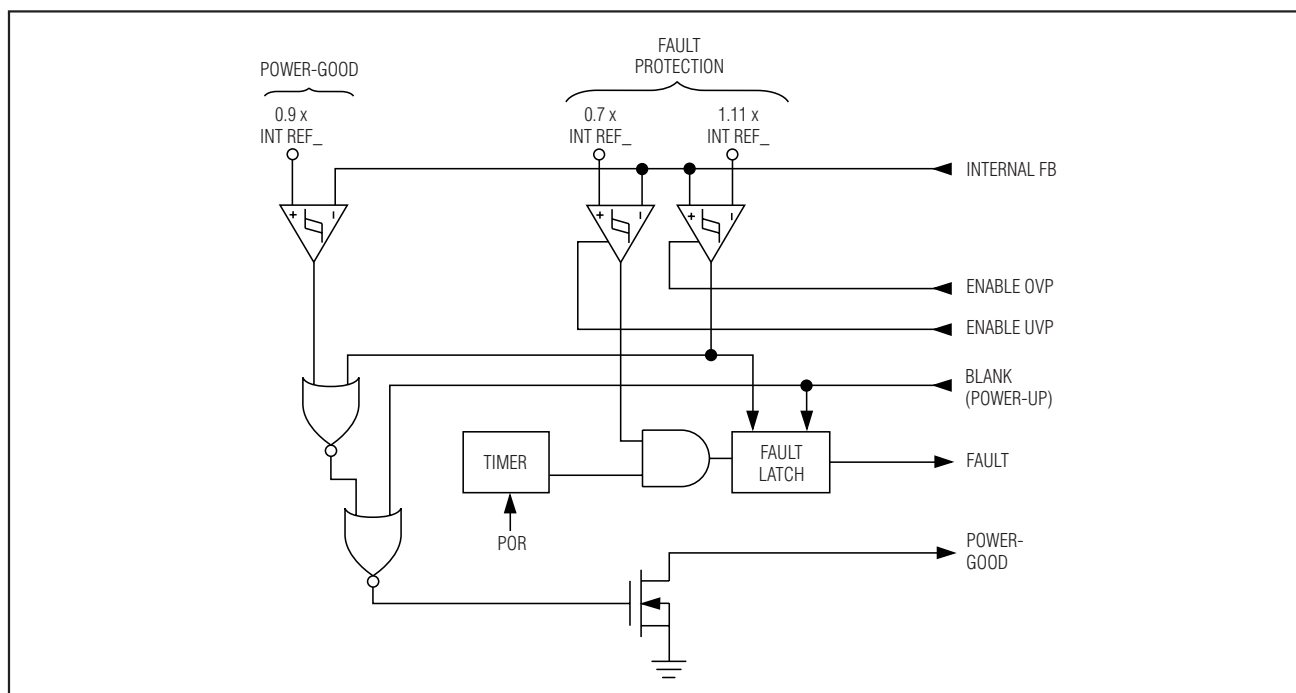 POWER-GOOD
0.9 x
INT REF_
FAULT
PROTECTION
0.7 x
INT REF_
1.11 x
INT REF_
INTERNAL FB
+ –
+ –
+ –
ENABLE OVP
ENABLE UVP
BLANK
(POWER-UP)
TIMER
FAULT
LATCH
FAULT
POR
POWER-
GOOD